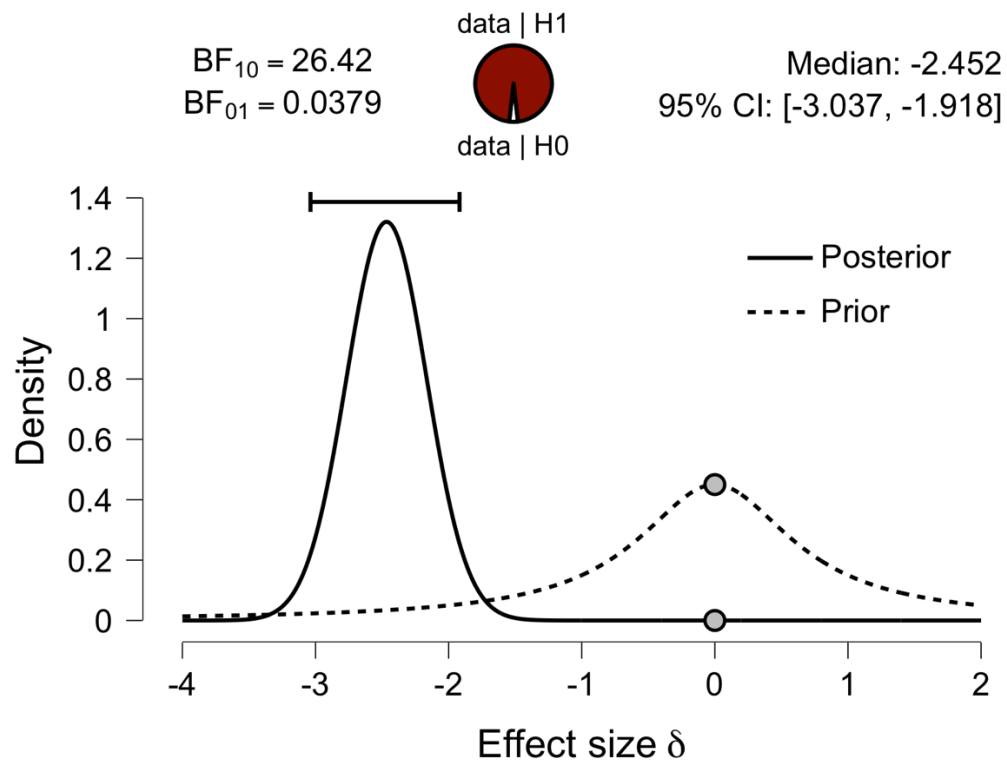 data | H1
BF₁₀ = 26.42
BF₀₁ = 0.0379
Median: -2.452
95% CI: [-3.037, -1.918]
data | H0
1.4
1.2
1
0.8
0.6
0.4
0.2
0
Density
Posterior
Prior
-4 -3 -2 -1 0 1 2
Effect size δ